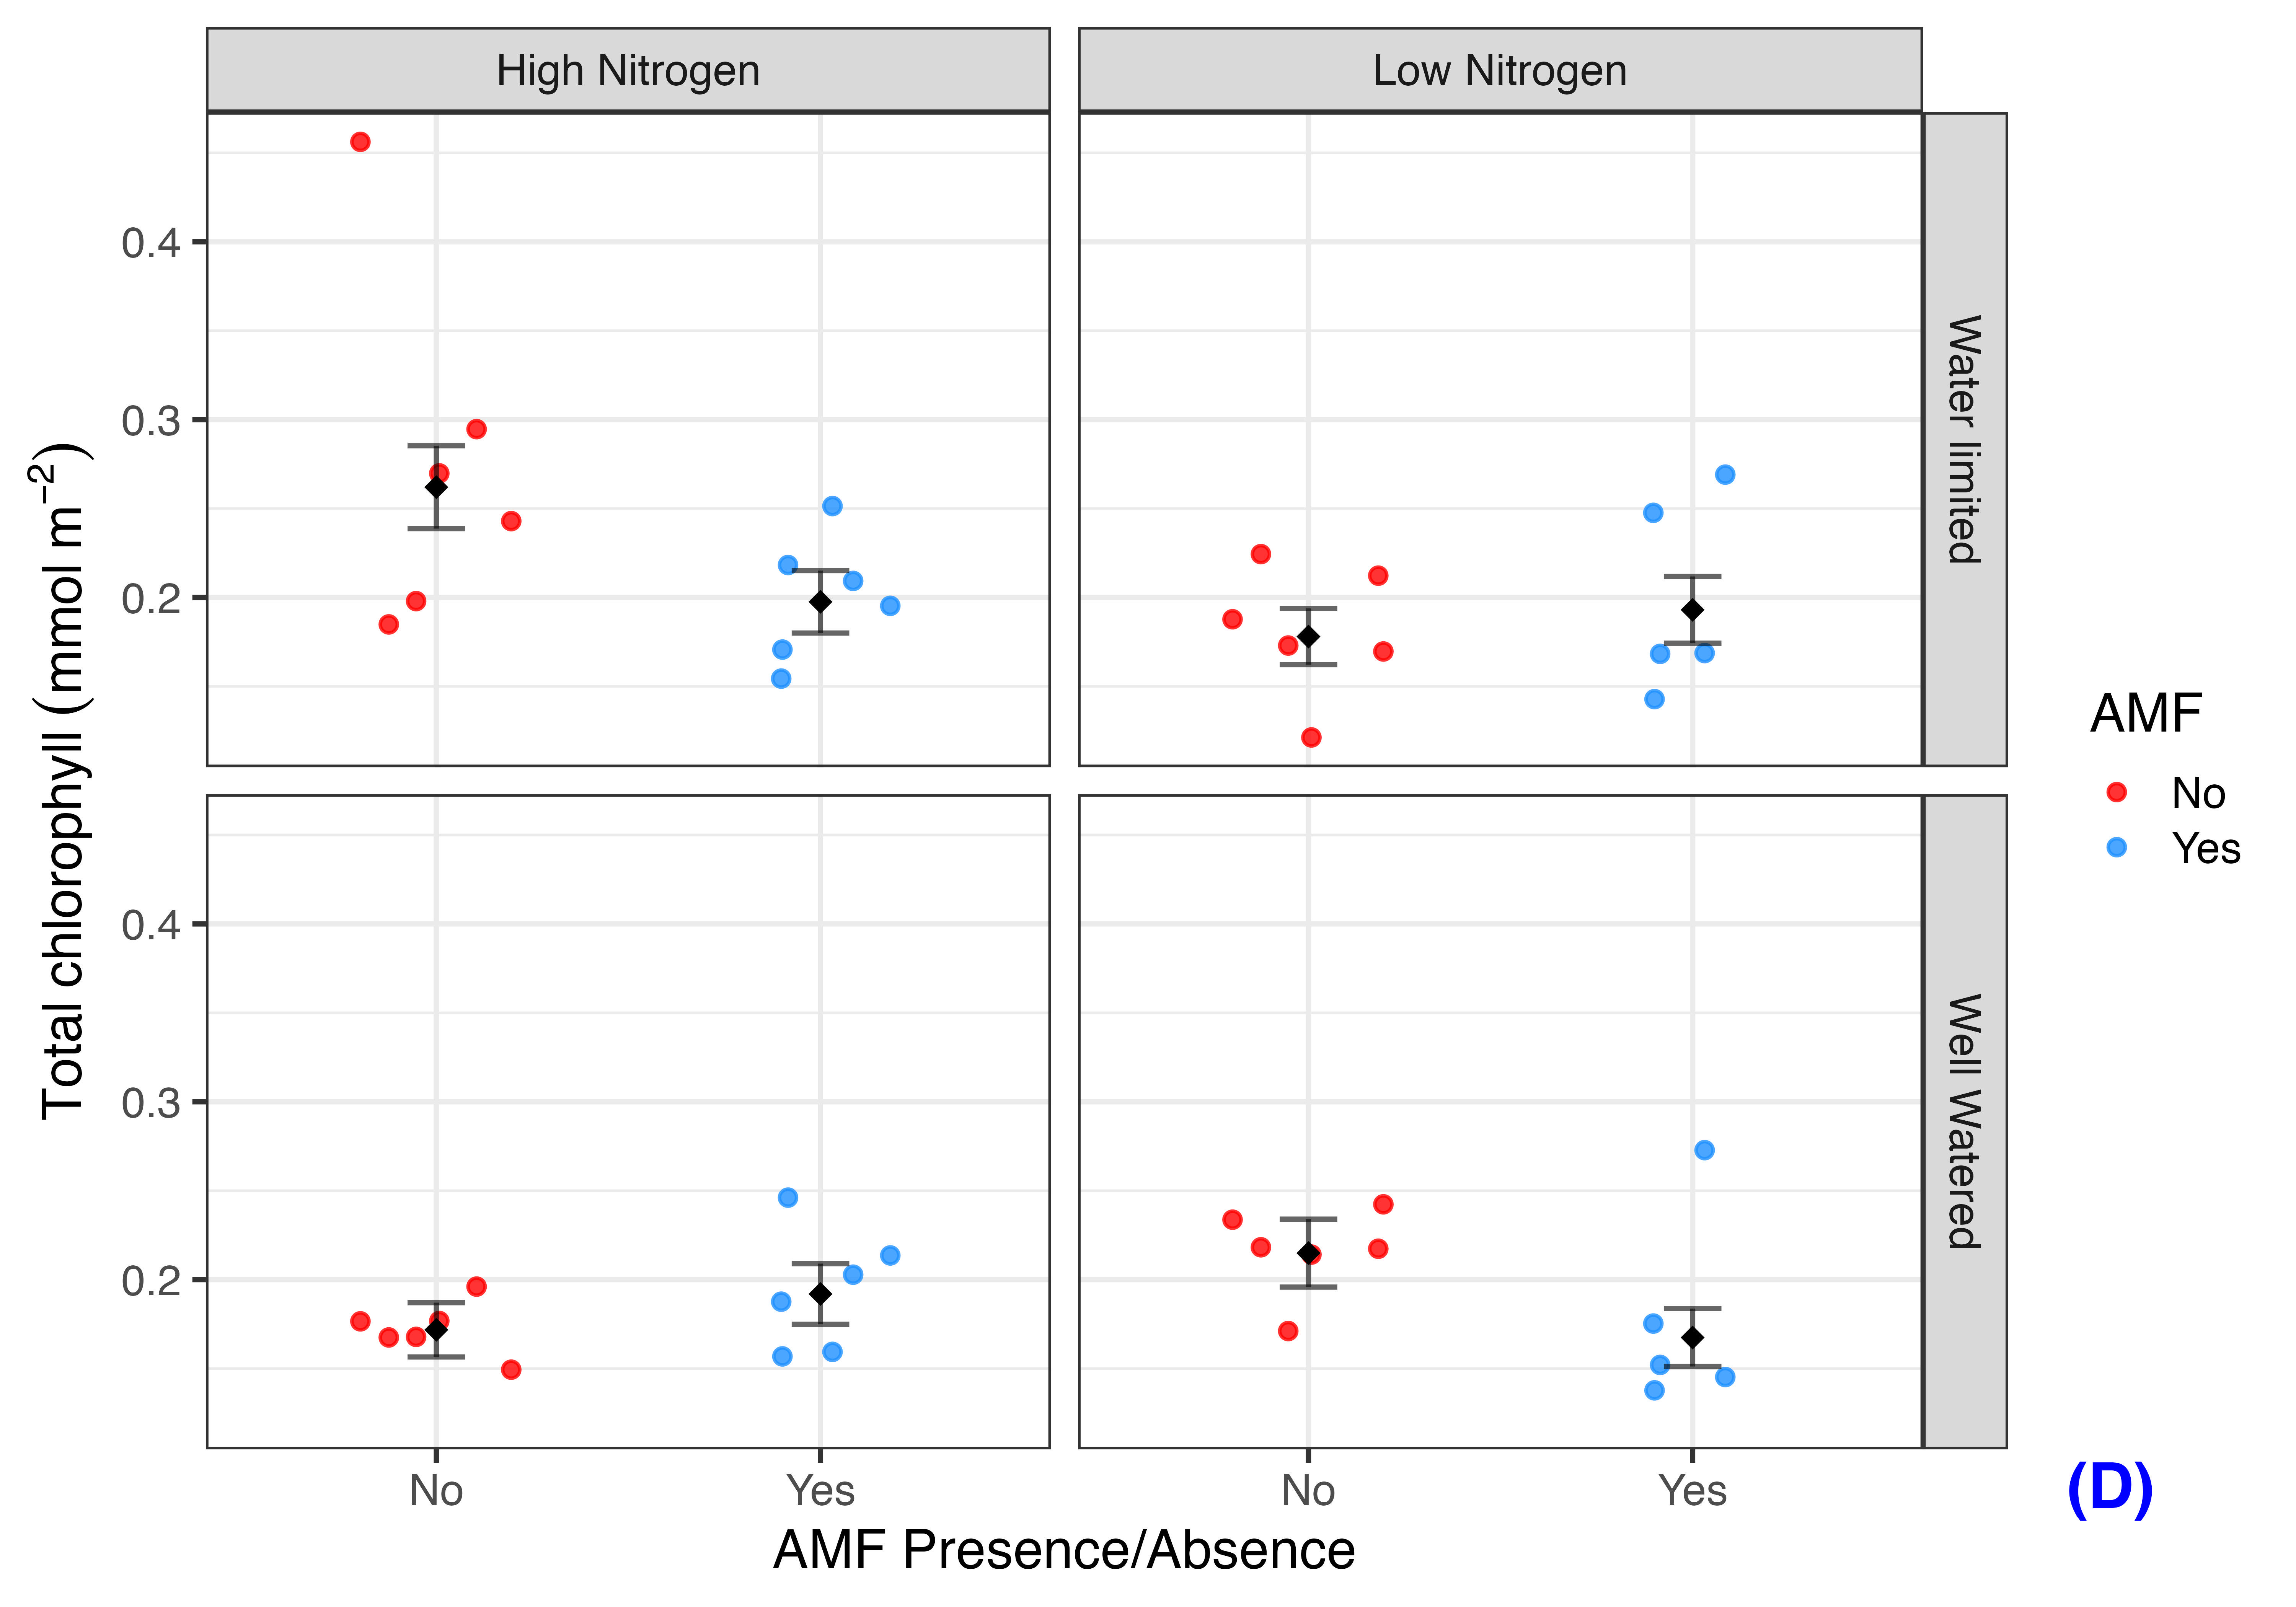 High Nitrogen
Low Nitrogen
Water limited
0.4
0.3
0.2
Total chlorophyll (mmol m⁻²)
Well Watered
0.4
0.3
0.2
AMF
No
Yes
No
Yes
No
Yes
AMF Presence/Absence
(D)